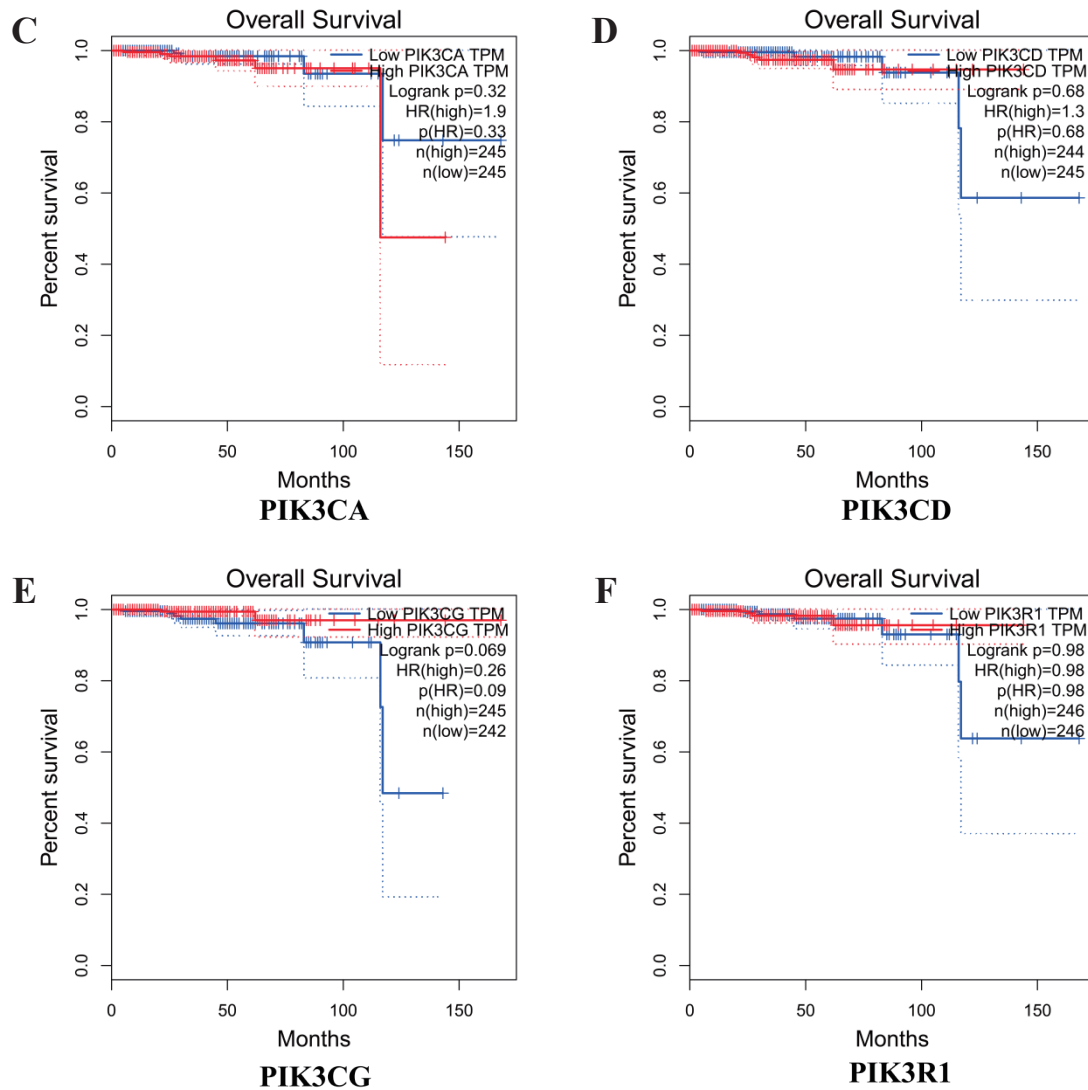 C
Overall Survival
Low PIK3CA TPM
High PIK3CA TPM
Logrank p=0.32
HR(high)=1.9
p(HR)=0.33
n(high)=245
n(low)=245
Percent survival
0.0 0.2 0.4 0.6 0.8 1.0
0 50 100 150
Months
PIK3CA
D
Overall Survival
Low PIK3CD TPM
High PIK3CD TPM
Logrank p=0.68
HR(high)=1.3
p(HR)=0.68
n(high)=244
n(low)=245
Percent survival
0.0 0.2 0.4 0.6 0.8 1.0
0 50 100 150
Months
PIK3CD
E
Overall Survival
Low PIK3CG TPM
High PIK3CG TPM
Logrank p=0.069
HR(high)=0.26
p(HR)=0.09
n(high)=245
n(low)=242
Percent survival
0.0 0.2 0.4 0.6 0.8 1.0
0 50 100 150
Months
PIK3CG
F
Overall Survival
Low PIK3R1 TPM
High PIK3R1 TPM
Logrank p=0.98
HR(high)=0.98
p(HR)=0.98
n(high)=246
n(low)=246
Percent survival
0.0 0.2 0.4 0.6 0.8 1.0
0 50 100 150
Months
PIK3R1